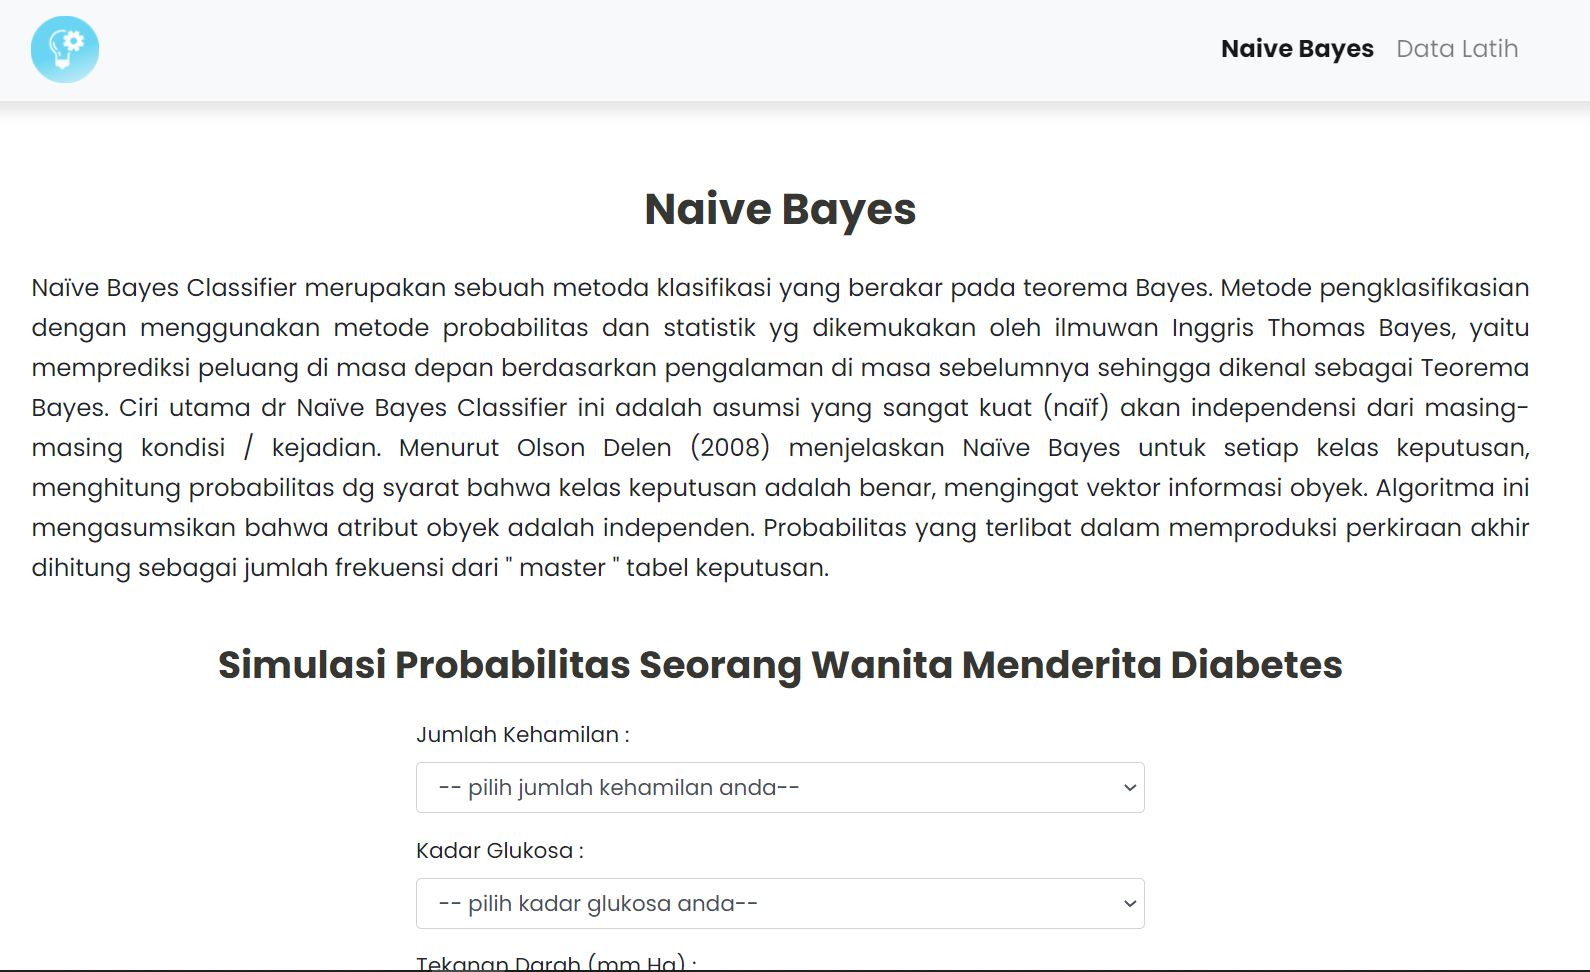 Naive Bayes Data Latih
Naive Bayes
Naïve Bayes Classifier merupakan sebuah metoda klasifikasi yang berakar pada teorema Bayes. Metode pengklasifikasian
dengan menggunakan metode probabilitas dan statistik yg dikemukakan oleh ilmuwan Inggris Thomas Bayes, yaitu
memprediksi peluang di masa depan berdasarkan pengalaman di masa sebelumnya sehingga dikenal sebagai Teorema
Bayes. Ciri utama dr Naïve Bayes Classifier ini adalah asumsi yang sangat kuat (naïf) akan independensi dari masing-
masing kondisi / kejadian. Menurut Olson Delen (2008) menjelaskan Naïve Bayes untuk setiap kelas keputusan,
menghitung probabilitas dg syarat bahwa kelas keputusan adalah benar, mengingat vektor informasi obyek. Algoritma ini
mengasumsikan bahwa atribut obyek adalah independen. Probabilitas yang terlibat dalam memproduksi perkiraan akhir
dihitung sebagai jumlah frekuensi dari " master " tabel keputusan.
Simulasi Probabilitas Seorang Wanita Menderita Diabetes
Jumlah Kehamilan :
-- pilih jumlah kehamilan anda--
Kadar Glukosa :
-- pilih kadar glukosa anda--
Tekanan Darah (mm Hg) :